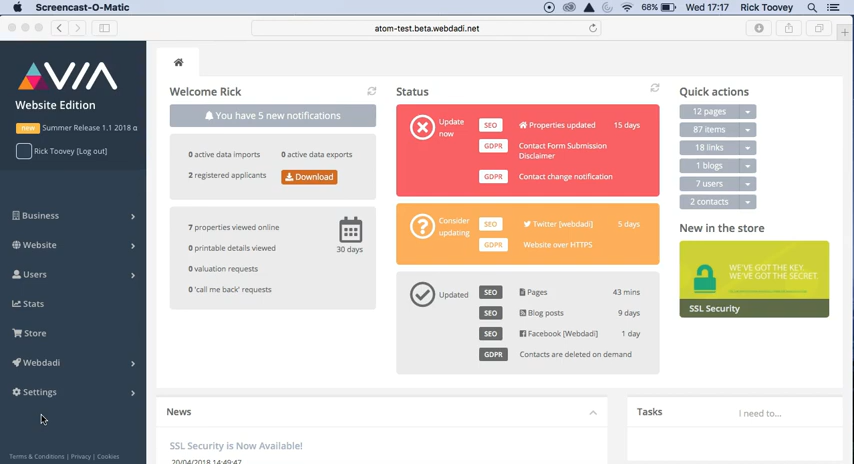 Screencast-O-Matic
68%
Wed 17:17
Rick Toovey
atom-test.beta.webdadi.net
AVIA
Website Edition
new
Summer Release 1.1 2018
Rick Toovey [Log out]
Business
Website
Users
Stats
Store
Webdadi
Settings
Terms & Conditions | Privacy | Cookies
Welcome Rick
You have 5 new notifications
0 active data imports
0 active data exports
2 registered applicants
Download
7 properties viewed online
0 printable details viewed
30 days
0 valuation requests
0 'call me back' requests
Status
Update now
SEO
Properties updated
15 days
GDPR
Contact Form Submission Disclaimer
GDPR
Contact change notification
Consider updating
SEO
Twitter [webdadi]
5 days
GDPR
Website over HTTPS
Updated
SEO
Pages
43 mins
SEO
Blog posts
9 days
SEO
Facebook [Webdadi]
1 day
GDPR
Contacts are deleted on demand
Quick actions
12 pages
87 items
18 links
1 blogs
7 users
2 contacts
New in the store
WE'VE GOT THE KEY.
WE'VE GOT THE SECRET.
SSL Security
News
SSL Security is Now Available!
20/04/2018 14:49:47
Tasks
I need to...